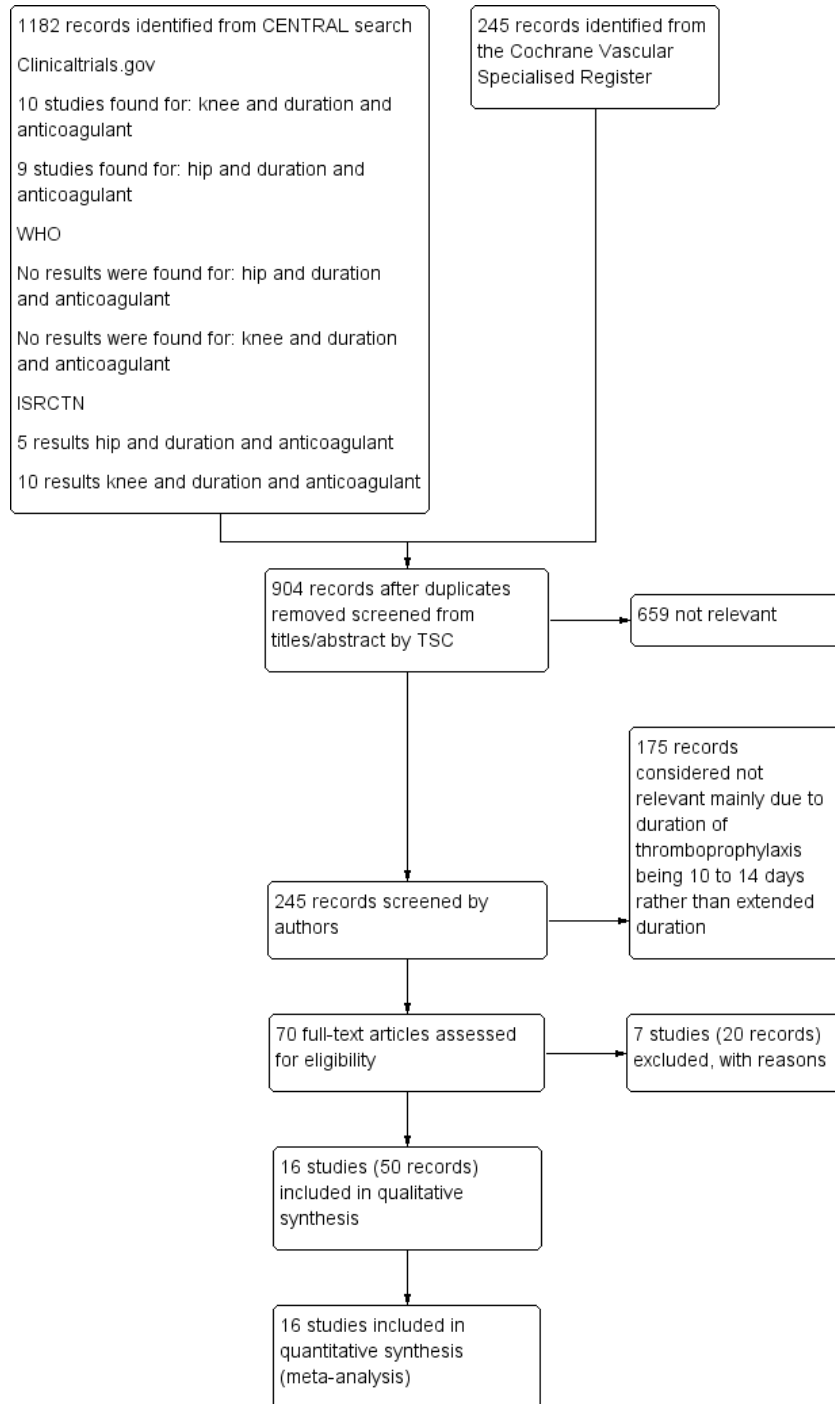 1182 records identified from CENTRAL search
Clinicaltrials.gov
10 studies found for: knee and duration and
anticoagulant
9 studies found for: hip and duration and
anticoagulant
WHO
No results were found for: hip and duration
and anticoagulant
No results were found for: knee and duration
and anticoagulant
ISRCTN
5 results hip and duration and anticoagulant
10 results knee and duration and anticoagulant
245 records identified from
the Cochrane Vascular
Specialised Register
904 records after duplicates
removed screened from
titles/abstract by TSC
659 not relevant
175 records
considered not
relevant mainly due to
duration of
thromboprophylaxis
being 10 to 14 days
rather than extended
duration
245 records screened by
authors
70 full-text articles assessed
for eligibility
7 studies (20 records)
excluded, with reasons
16 studies (50 records)
included in qualitative
synthesis
16 studies included in
quantitative synthesis
(meta-analysis)